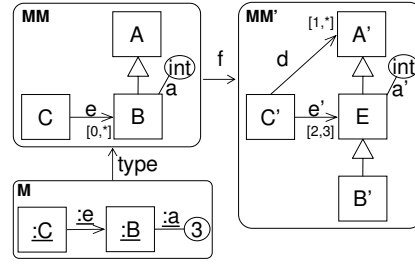 MM
A
int
a
C
e
[0,*]
B
f
MM'
[1,*]
A'
d
int
a'
C'
e'
[2,3]
E
B'
type
M
:C
:e
:B
:a
3